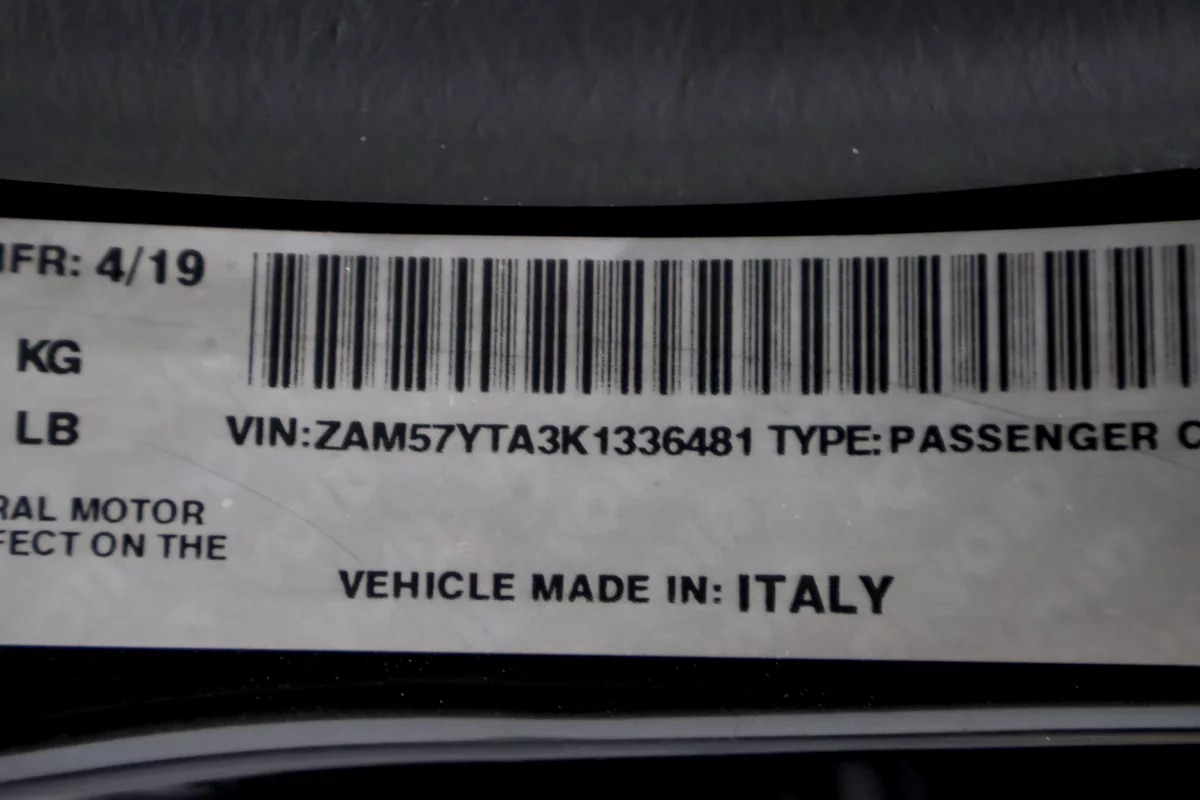 MFR: 4/19
KG
LB
VIN:ZAM57YTA3K1336481 TYPE:PASSENGER C
RAL MOTOR
FECT ON THE
VEHICLE MADE IN: ITALY